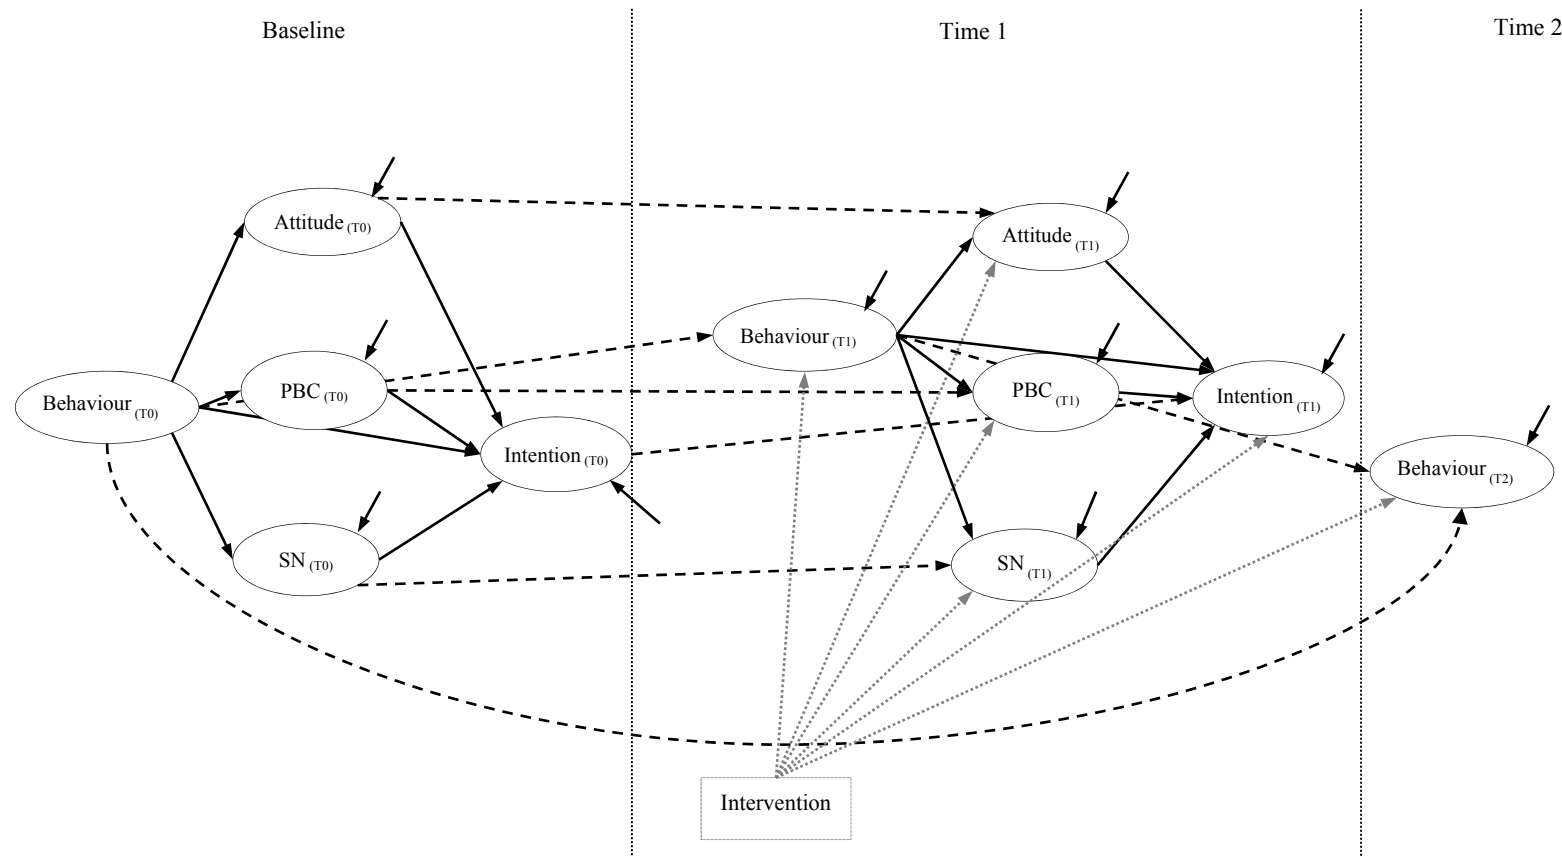 Baseline
Time 1
Time 2
Attitude (T0)
Attitude (T1)
Behaviour (T1)
PBC (T0)
PBC (T1)
Intention (T1)
Behaviour (T0)
Intention (T0)
Behaviour (T2)
SN (T0)
SN (T1)
Intervention